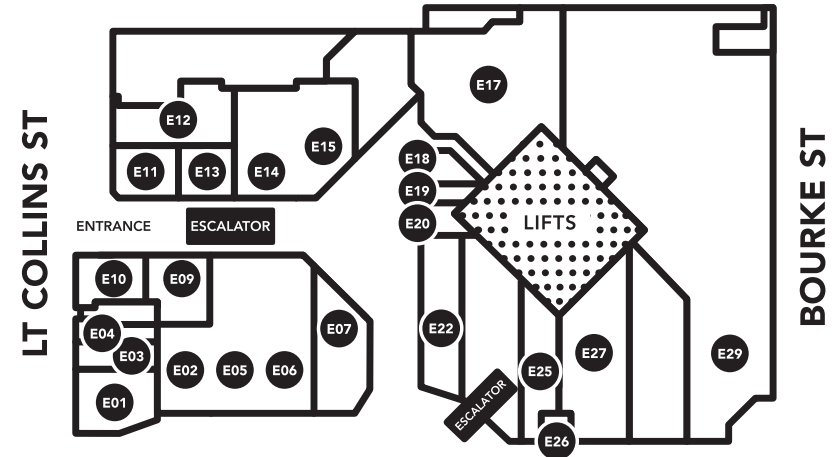 E17
E12
E15
E18
E11
E13
E14
E19
LT COLLINS ST
BOURKE ST
ENTRANCE
ESCALATOR
E20
LIFTS
E10
E09
E04
E07
E22
E03
E27
E29
E02
E05
E06
E25
E01
ESCALATOR
E26